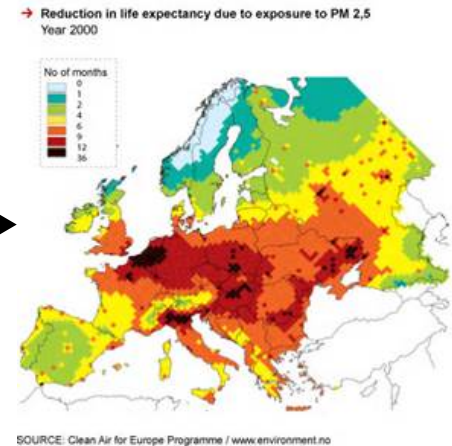 → Reduction in life expectancy due to exposure to PM 2,5
Year 2000
No of months
0
1
2
4
6
9
12
36
SOURCE: Clean Air for Europe Programme / www.environment.no